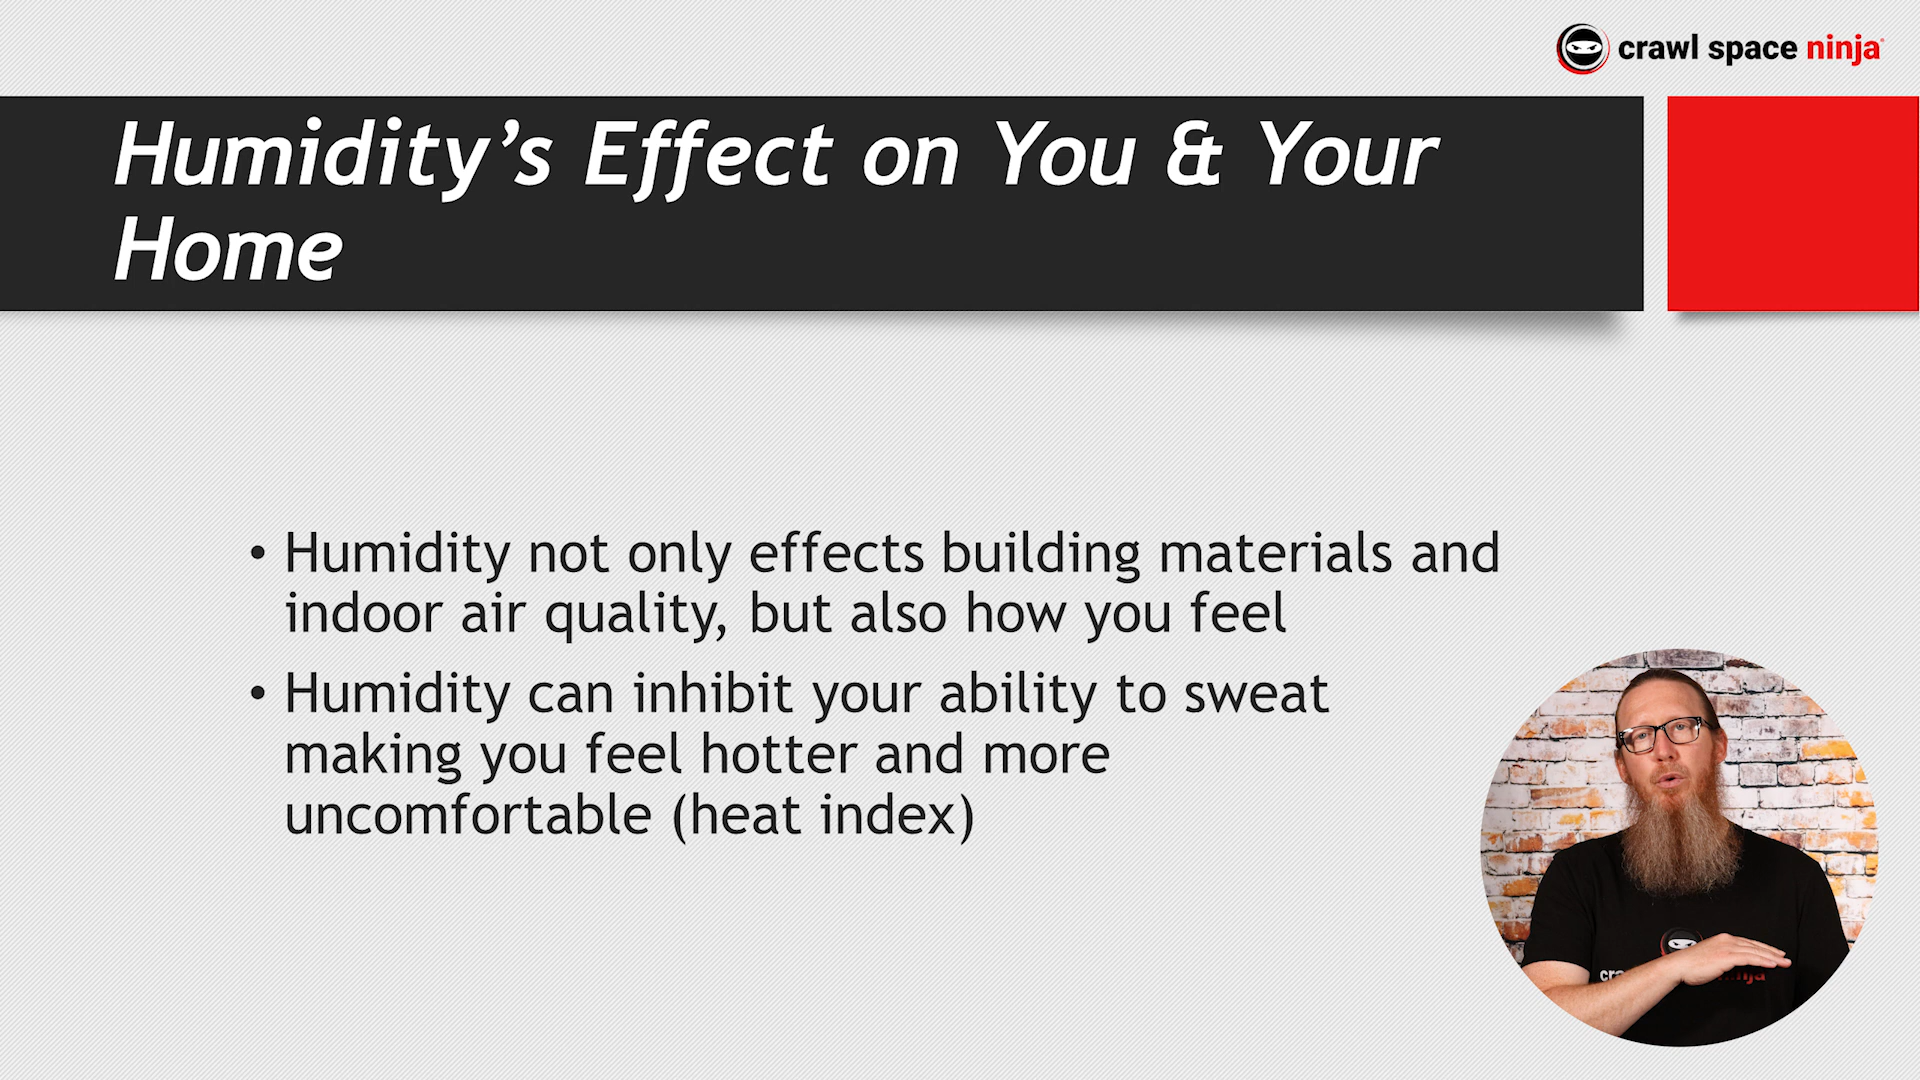 crawl space ninja
Humidity’s Effect on You & Your
Home
• Humidity not only effects building materials and
indoor air quality, but also how you feel
• Humidity can inhibit your ability to sweat
making you feel hotter and more
uncomfortable (heat index)